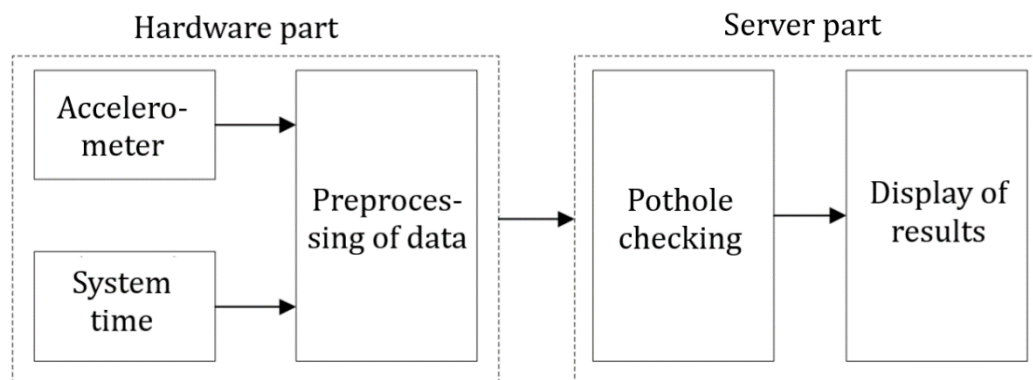 Hardware part
Server part
Accelero-
meter
System
time
Preproces-
sing of data
Pothole
checking
Display of
results